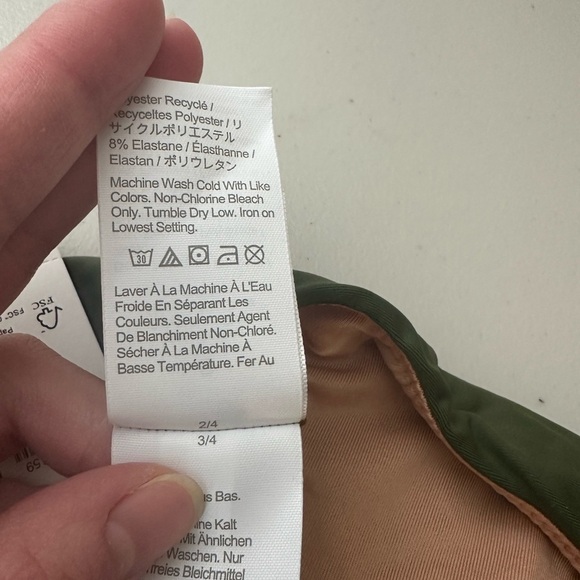 Recyclé /
Recyceltes Polyester / リ
サイクルポリエステル
8% Elastane / Élasthanne /
Elastan / ポリウレタン
Machine Wash Cold With Like
Colors. Non-Chlorine Bleach
Only. Tumble Dry Low. Iron on
Lowest Setting.
30
Laver À La Machine À L'Eau
Froide En Séparant Les
Couleurs. Seulement Agent
De Blanchiment Non-Chloré.
Sécher À La Machine À
Basse Température. Fer Au
2/4
3/4
Bas.
Kalt
Mit Ähnlichen
Waschen. Nur
Bleichmittel
FSC